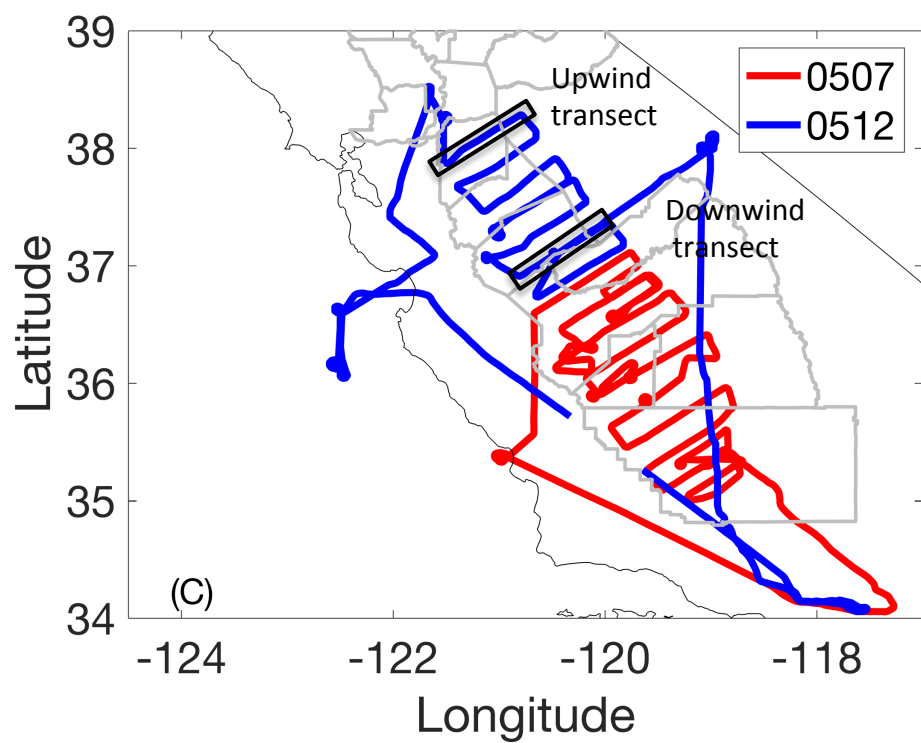 39
38
37
36
35
34
Latitude
-124
-122
-120
-118
Longitude
0507
0512
Upwind
transect
Downwind
transect
(C)